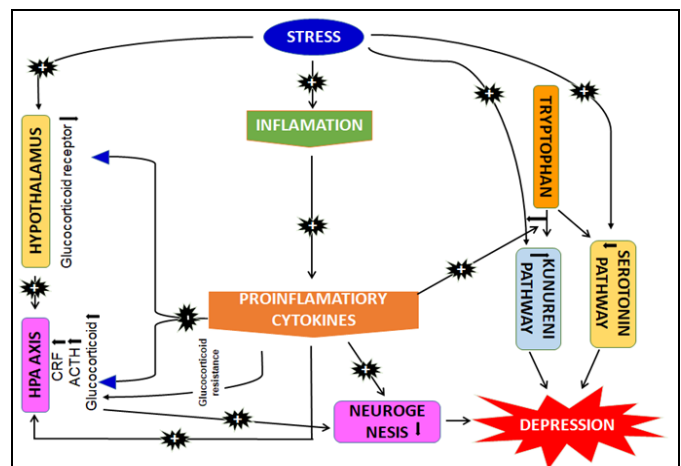 STRESS
INFLAMATION
TRYPTOPHAN
HYPOTHALAMUS
Glucocorticoid receptor
KUNURENI
PATHWAY
SEROTONIN
PATHWAY
PROINFLAMATIORY
CYTOKINES
HPA AXIS
CRF
ACTH
Glucocorticoid
Glucocorticoid
resistance
NEUROGE
NESIS
DEPRESSION